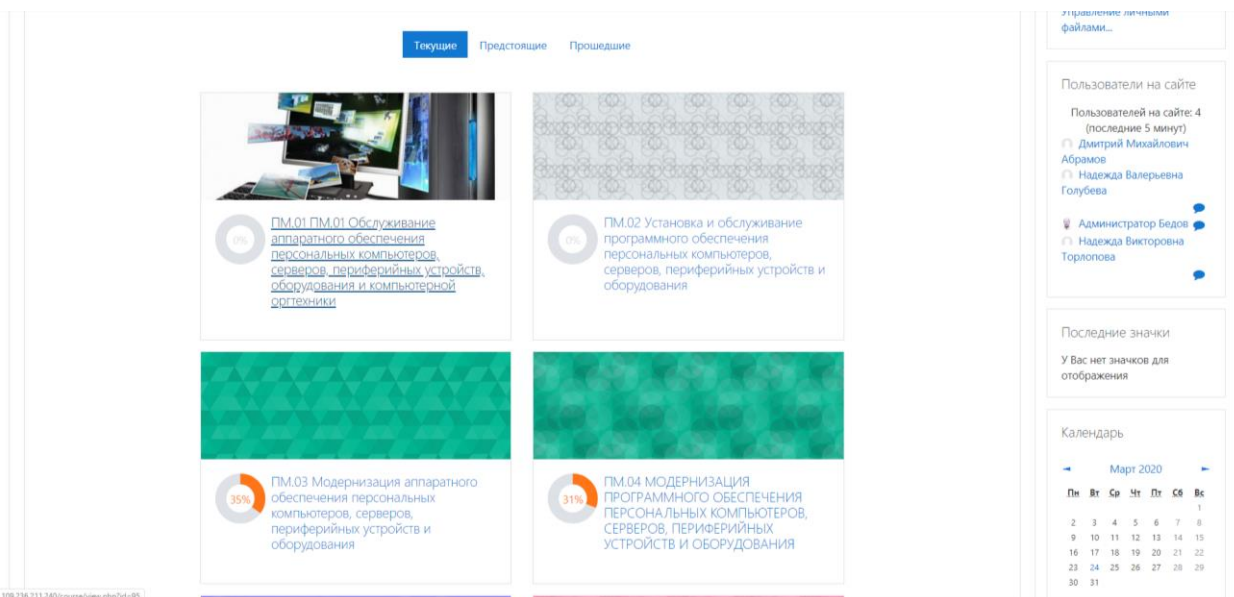 Управление личными
файлами...
Текущие Предстоящие Прошедшие
ПМ.01 ПМ.01 Обслуживание
аппаратного обеспечения
персональных компьютеров,
серверов, периферийных устройств,
оборудования и компьютерной
оргтехники
0%
ПМ.02 Установка и обслуживание
программного обеспечения
персональных компьютеров,
серверов, периферийных устройств и
оборудования
0%
ПМ.03 Модернизация аппаратного
обеспечения персональных
компьютеров, серверов,
периферийных устройств и
оборудования
35%
ПМ.04 МОДЕРНИЗАЦИЯ
ПРОГРАММНОГО ОБЕСПЕЧЕНИЯ
ПЕРСОНАЛЬНЫХ КОМПЬЮТЕРОВ,
СЕРВЕРОВ, ПЕРИФЕРИЙНЫХ
УСТРОЙСТВ И ОБОРУДОВАНИЯ
31%
Пользователи на сайте
Пользователей на сайте: 4
(последние 5 минут)
Дмитрий Михайлович
Абрамов
Надежда Валерьевна
Голубева
Администратор Бедов
Надежда Викторовна
Торлопова
Последние значки
У Вас нет значков для
отображения
Календарь
Март 2020
Пн Вт Ср Чт Пт Сб Вс
1
2 3 4 5 6 7 8
9 10 11 12 13 14 15
16 17 18 19 20 21 22
23 24 25 26 27 28 29
30 31